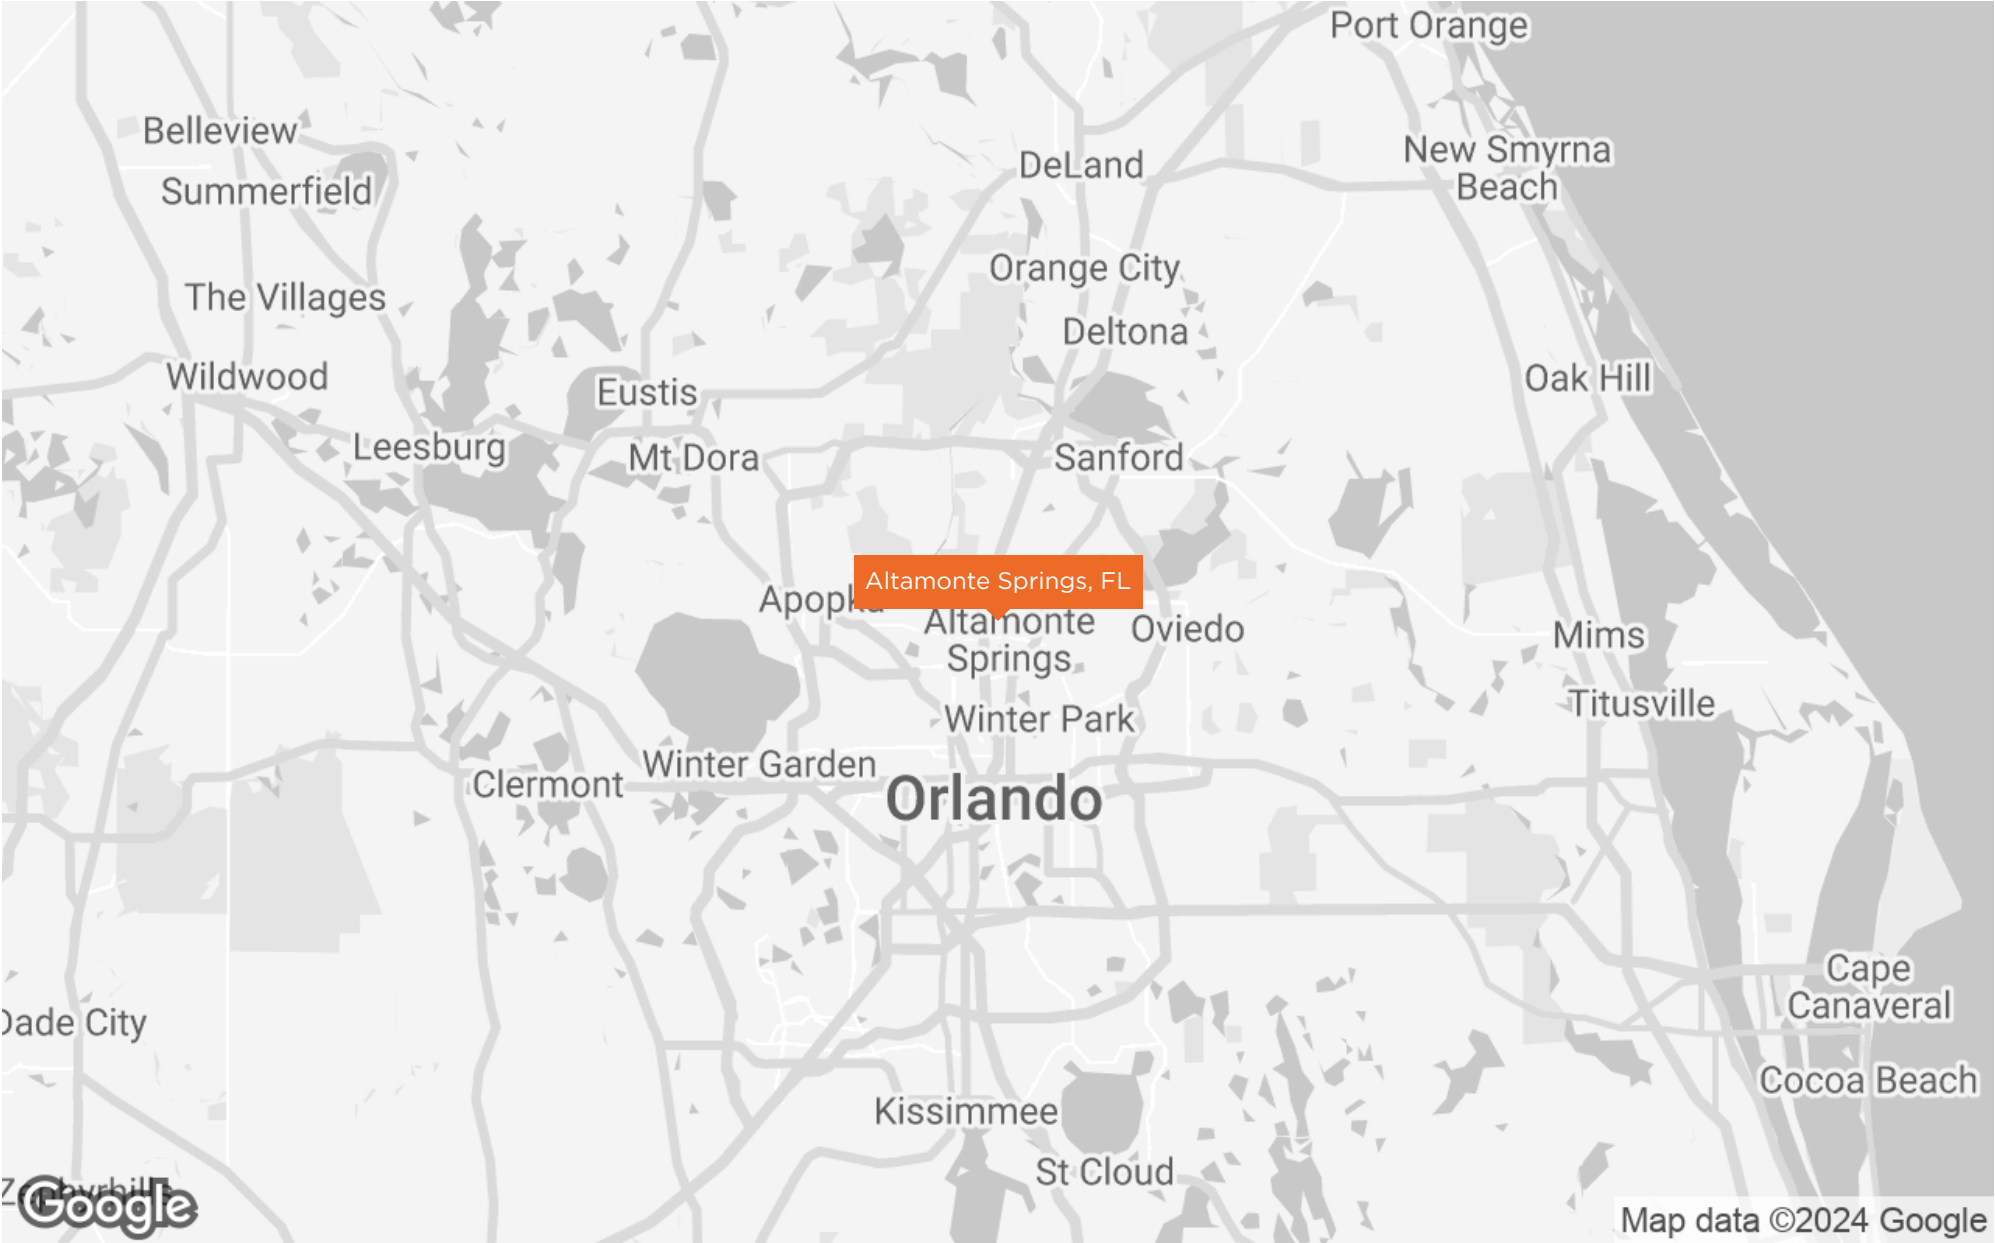 Port Orange
Belleview
New Smyrna
Beach
DeLand
Summerfield
Orange City
The Villages
Deltona
Wildwood
Oak Hill
Eustis
Leesburg
Mt Dora
Sanford
Altamonte Springs, FL
Apopka
Altamonte
Springs
Oviedo
Mims
Titusville
Winter Park
Winter Garden
Clermont
Orlando
Cape
Canaveral
Dade City
Cocoa Beach
Kissimmee
St Cloud
Zephyrhills
Google
Map data ©2024 Google